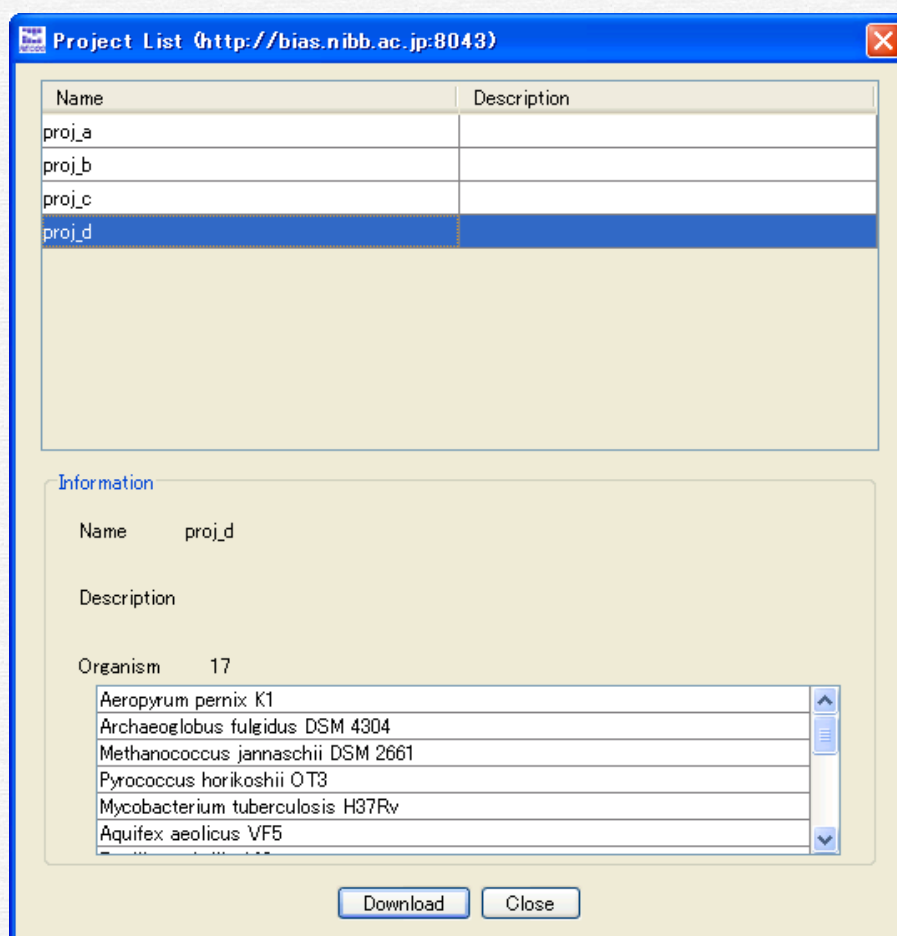 Project List (http://bias.nibb.ac.jp:8043)
Name Description
proj_a
proj_b
proj_c
proj_d
Information
Name proj_d
Description
Organism 17
Aeropyrum pernix K1
Archaeoglobus fulgidus DSM 4304
Methanococcus jannaschii DSM 2661
Pyrococcus horikoshii OT3
Mycobacterium tuberculosis H37Rv
Aquifex aeolicus VF5
Download Close